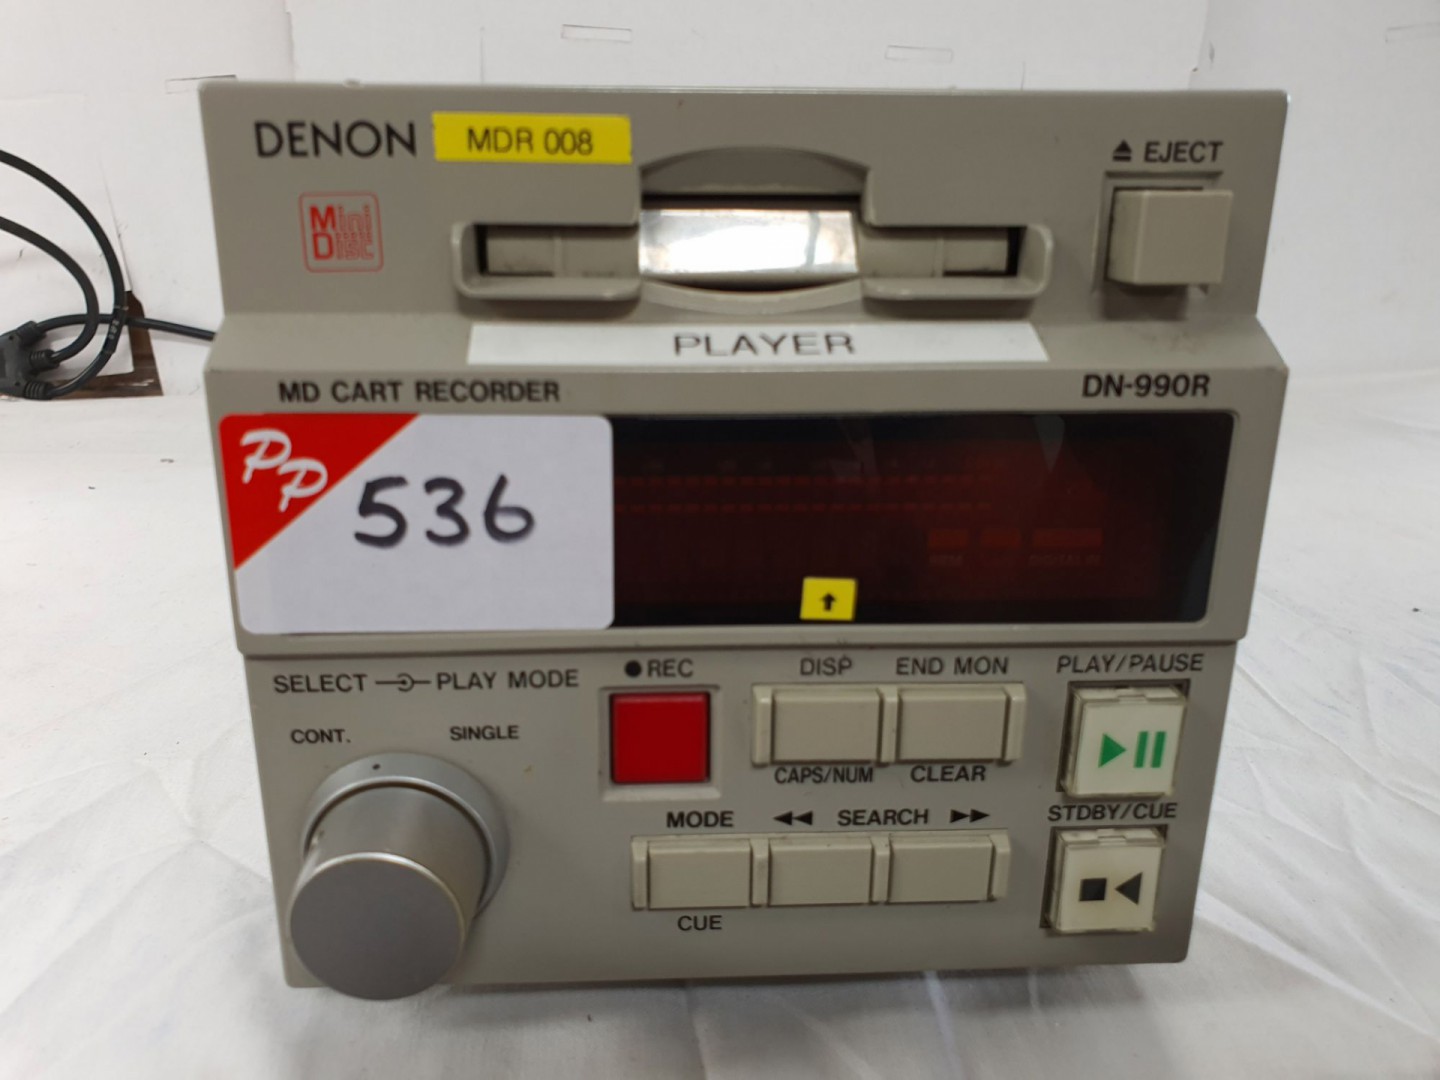 DENON
MDR 008
EJECT
Mini
Disc
PLAYER
MD CART RECORDER
DN-990R
PP
536
SELECT PLAY MODE
REC
DISP
END MON
PLAY/PAUSE
CONT.
SINGLE
CAPS/NUM
CLEAR
MODE
SEARCH
STDBY/CUE
CUE